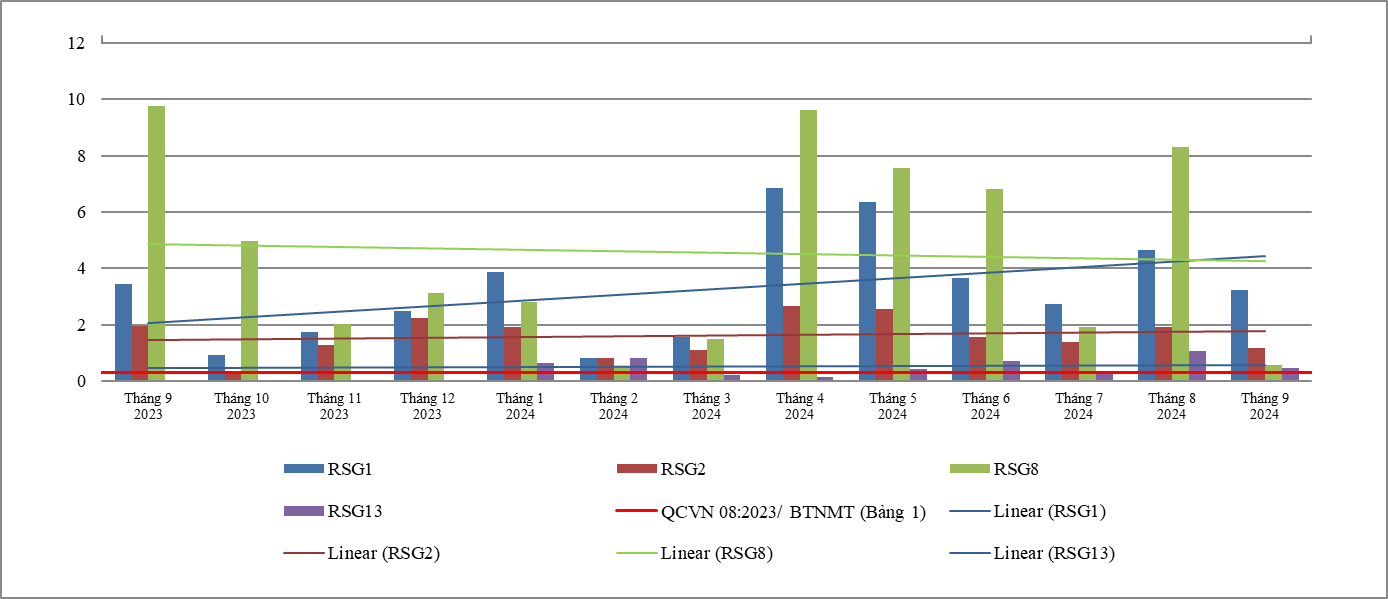 12
10
8
6
4
2
0
Tháng 9 Tháng 10 Tháng 11 Tháng 12 Tháng 1 Tháng 2 Tháng 3 Tháng 4 Tháng 5 Tháng 6 Tháng 7 Tháng 8 Tháng 9
2023 2023 2023 2023 2024 2024 2024 2024 2024 2024 2024 2024 2024
RSG1 RSG2 RSG8
RSG13 QCVN 08:2023/ BTNMT (Bảng 1) Linear (RSG1)
Linear (RSG2) Linear (RSG8) Linear (RSG13)